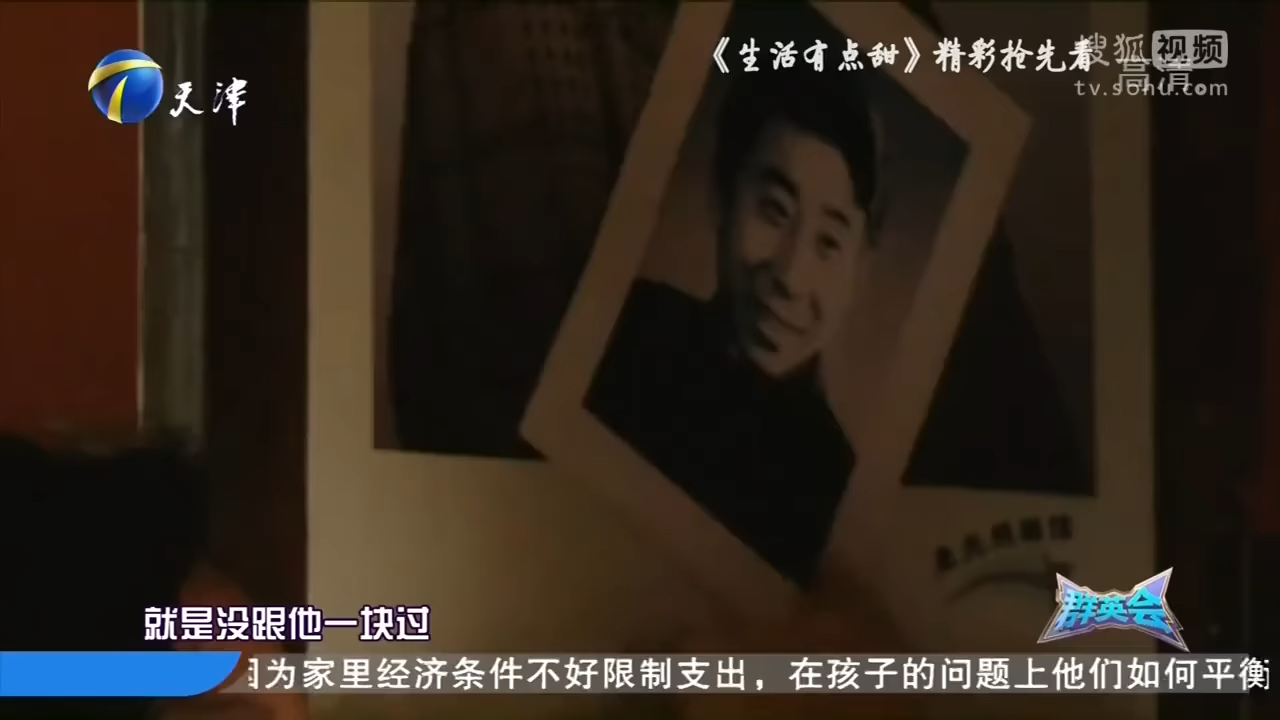 天津
《生活有点甜》精彩抢先看
搜狐视频
高清
tv.sohu.com
群英会
就是没跟他一块过
因为家里经济条件不好限制支出，在孩子的问题上他们如何平衡